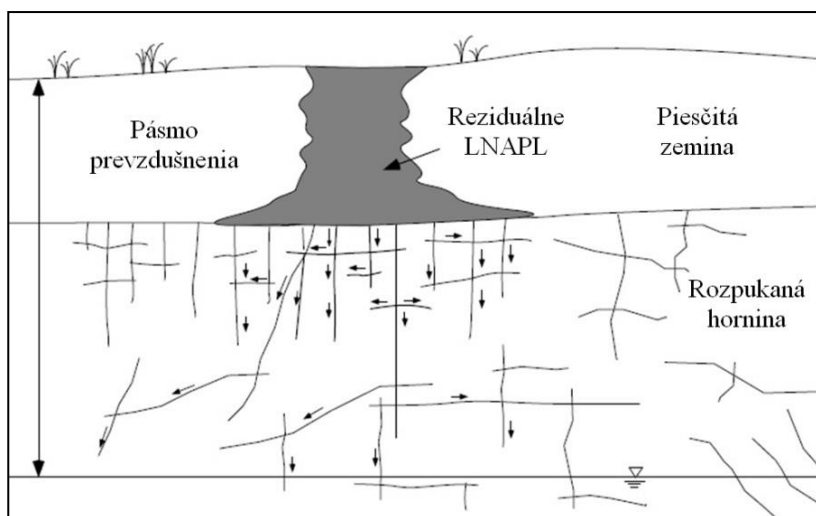 Pásmo
prevzdušnenia
Reziduálne
LNAPL
Piesčitá
zemina
Rozpukaná
hornina